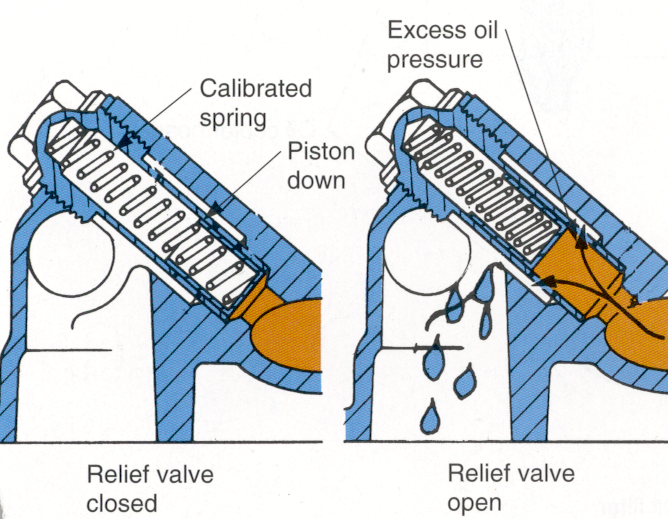 Excess oil
pressure
Calibrated
spring
Piston
down
Relief valve
closed
Relief valve
open